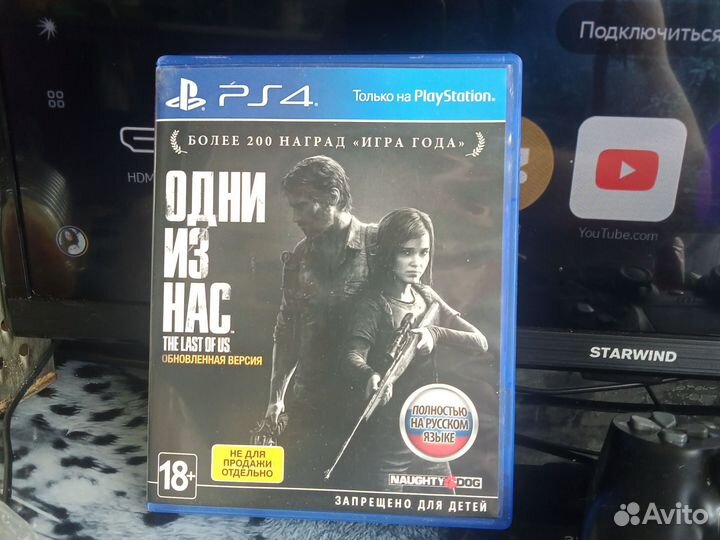 Подключиться
PS4
Только на PlayStation®
БОЛЕЕ 200 НАГРАД «ИГРА ГОДА»
HDM
YouTube.com
ОДНИ
ИЗ
НАС
THE LAST OF US
ОБНОВЛЕННАЯ ВЕРСИЯ
STARWIND
ПОЛНОСТЬЮ
НА РУССКОМ
ЯЗЫКЕ
НЕ ДЛЯ
ПРОДАЖИ
ОТДЕЛЬНО
18+
NAUGHTY DOG
ЗАПРЕЩЕНО ДЛЯ ДЕТЕЙ
Avito